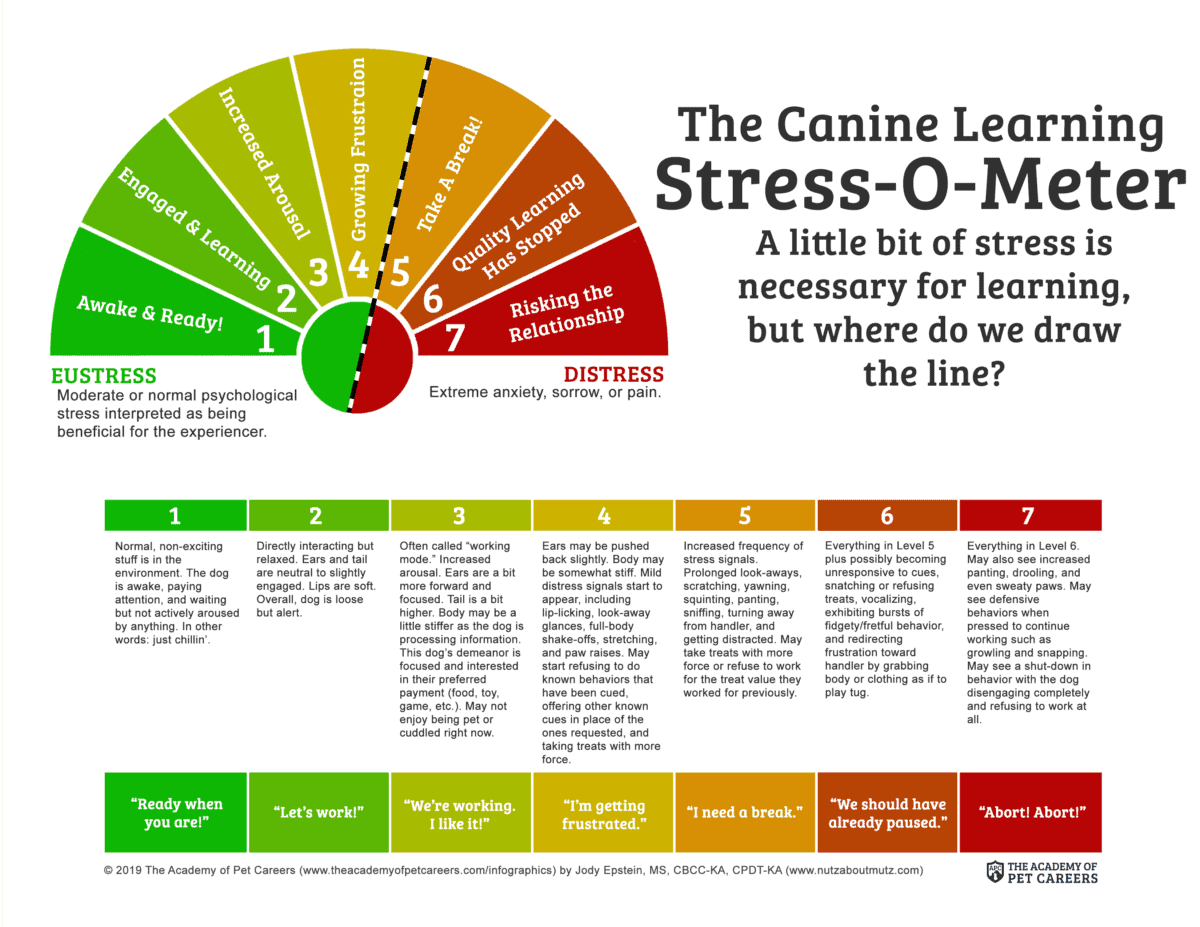 The Canine Learning
Stress-O-Meter
A little bit of stress is
necessary for learning,
but where do we draw
the line?
Awake & Ready!
1
Engaged & Learning
2
Increased Arousal
3
Growing Frustraion
4
Take A Break!
5
Quality Learning
Has Stopped
6
Risking the
Relationship
7
EUSTRESS
Moderate or normal psychological
stress interpreted as being
beneficial for the experiencer.
DISTRESS
Extreme anxiety, sorrow, or pain.
1
Normal, non-exciting
stuff is in the
environment. The dog
is awake, paying
attention, and waiting
but not actively aroused
by anything. In other
words: just chillin’.
“Ready when
you are!”
2
Directly interacting but
relaxed. Ears and tail
are neutral to slightly
engaged. Lips are soft.
Overall, dog is loose
but alert.
“Let’s work!”
3
Often called “working
mode.” Increased
arousal. Ears are a bit
more forward and
focused. Tail is a bit
higher. Body may be a
little stiffer as the dog is
processing information.
This dog’s demeanor is
focused and interested
in their preferred
payment (food, toy,
game, etc.). May not
enjoy being pet or
cuddled right now.
“We’re working.
I like it!”
4
Ears may be pushed
back slightly. Body may
be somewhat stiff. Mild
distress signals start to
appear, including
lip-licking, look-away
glances, full-body
shake-offs, stretching,
and paw raises. May
start refusing to do
known behaviors that
have been cued,
offering other known
cues in place of the
ones requested, and
taking treats with more
force.
“I’m getting
frustrated.”
5
Increased frequency of
stress signals.
Prolonged look-aways,
scratching, yawning,
squinting, panting,
sniffing, turning away
from handler, and
getting distracted. May
take treats with more
force or refuse to work
for the treat value they
worked for previously.
“I need a break.”
6
Everything in Level 5
plus possibly becoming
unresponsive to cues,
snatching or refusing
treats, vocalizing,
exhibiting bursts of
fidgety/fretful behavior,
and redirecting
frustration toward
handler by grabbing
body or clothing as if to
play tug.
“We should have
already paused.”
7
Everything in Level 6.
May also see increased
panting, drooling, and
even sweaty paws. May
see defensive
behaviors when
pressed to continue
working such as
growling and snapping.
May see a shut-down in
behavior with the dog
disengaging completely
and refusing to work at
all.
“Abort! Abort!”
© 2019 The Academy of Pet Careers (www.theacademyofpetcareers.com/infographics) by Jody Epstein, MS, CBCC-KA, CPDT-KA (www.nutzaboutmutz.com)
APC
THE ACADEMY OF
PET CAREERS